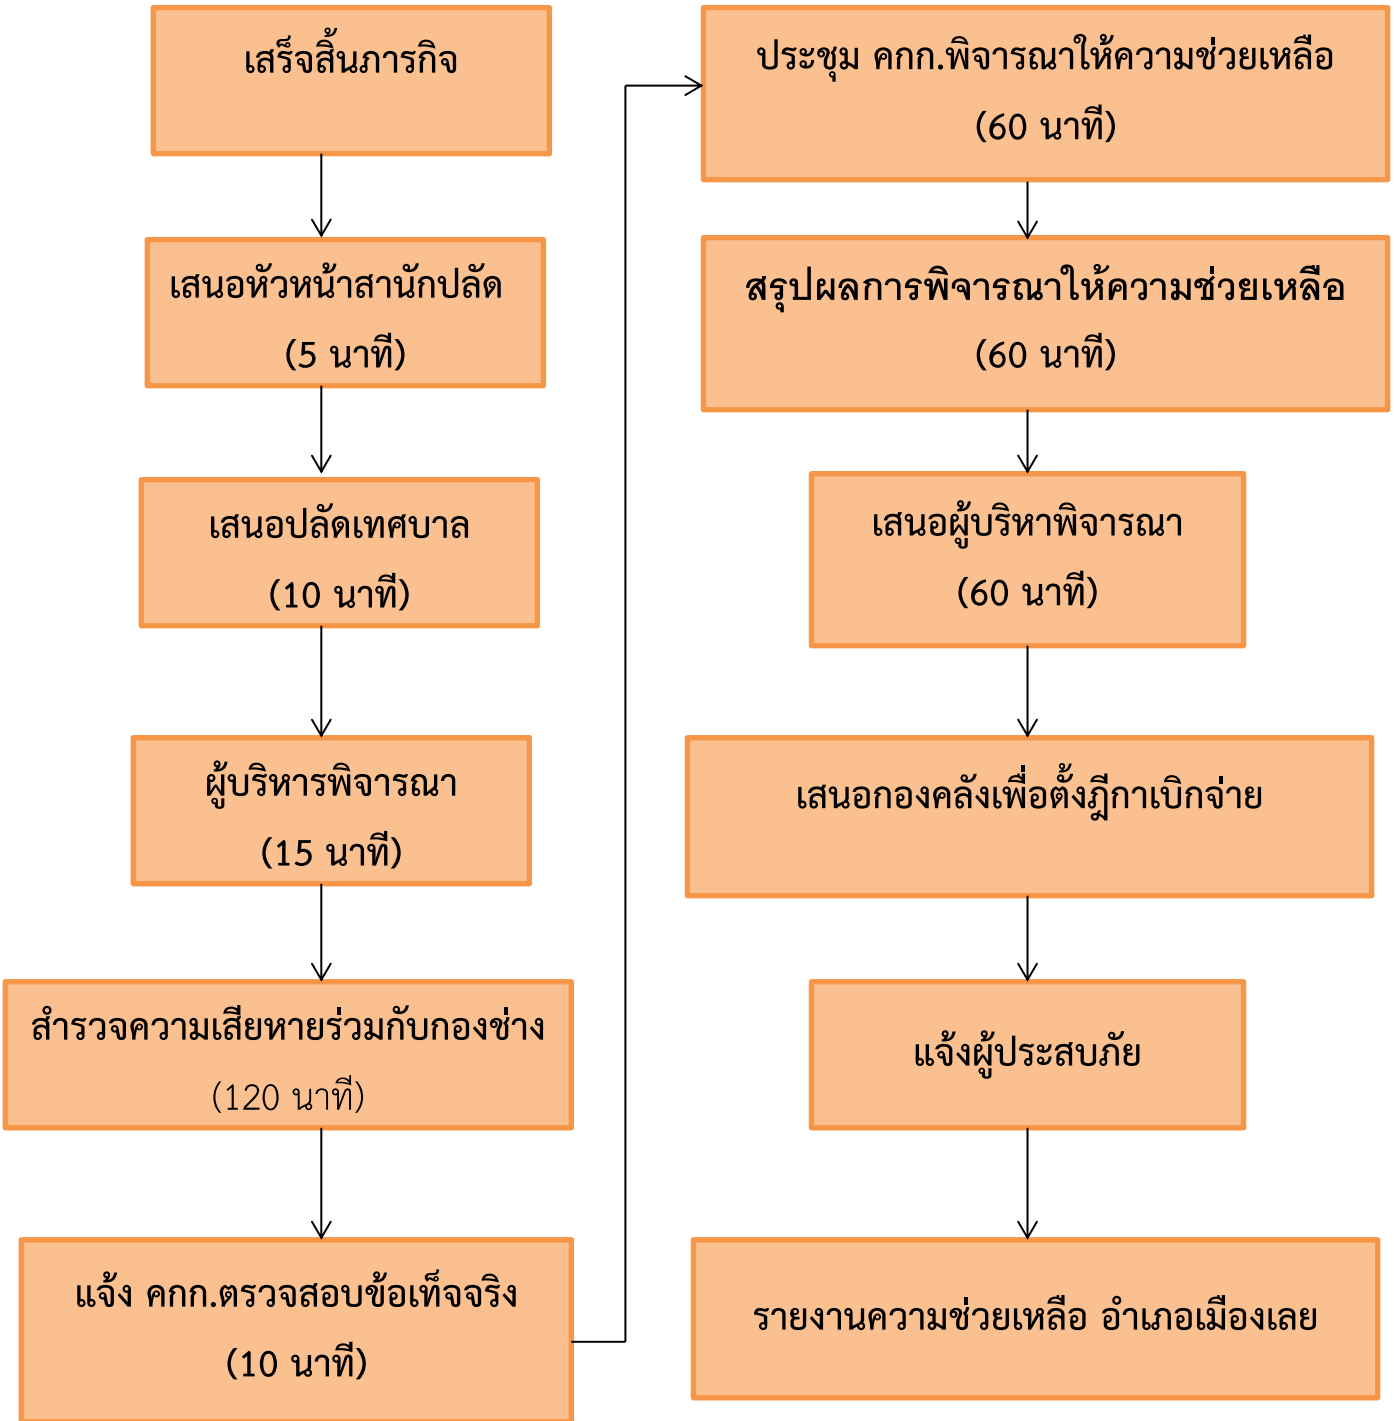 เสร็จสิ้นภารกิจ
เสนอหัวหน้าสานักปลัด
(5 นาที)
เสนอปลัดเทศบาล
(10 นาที)
ผู้บริหารพิจารณา
(15 นาที)
สำรวจความเสียหายร่วมกับกองช่าง
(120 นาที)
แจ้ง คกก.ตรวจสอบข้อเท็จจริง
(10 นาที)
ประชุม คกก.พิจารณาให้ความช่วยเหลือ
(60 นาที)
สรุปผลการพิจารณาให้ความช่วยเหลือ
(60 นาที)
เสนอผู้บริหาพิจารณา
(60 นาที)
เสนอกองคลังเพื่อตั้งฎีกาเบิกจ่าย
แจ้งผู้ประสบภัย
รายงานความช่วยเหลือ อำเภอเมืองเลย